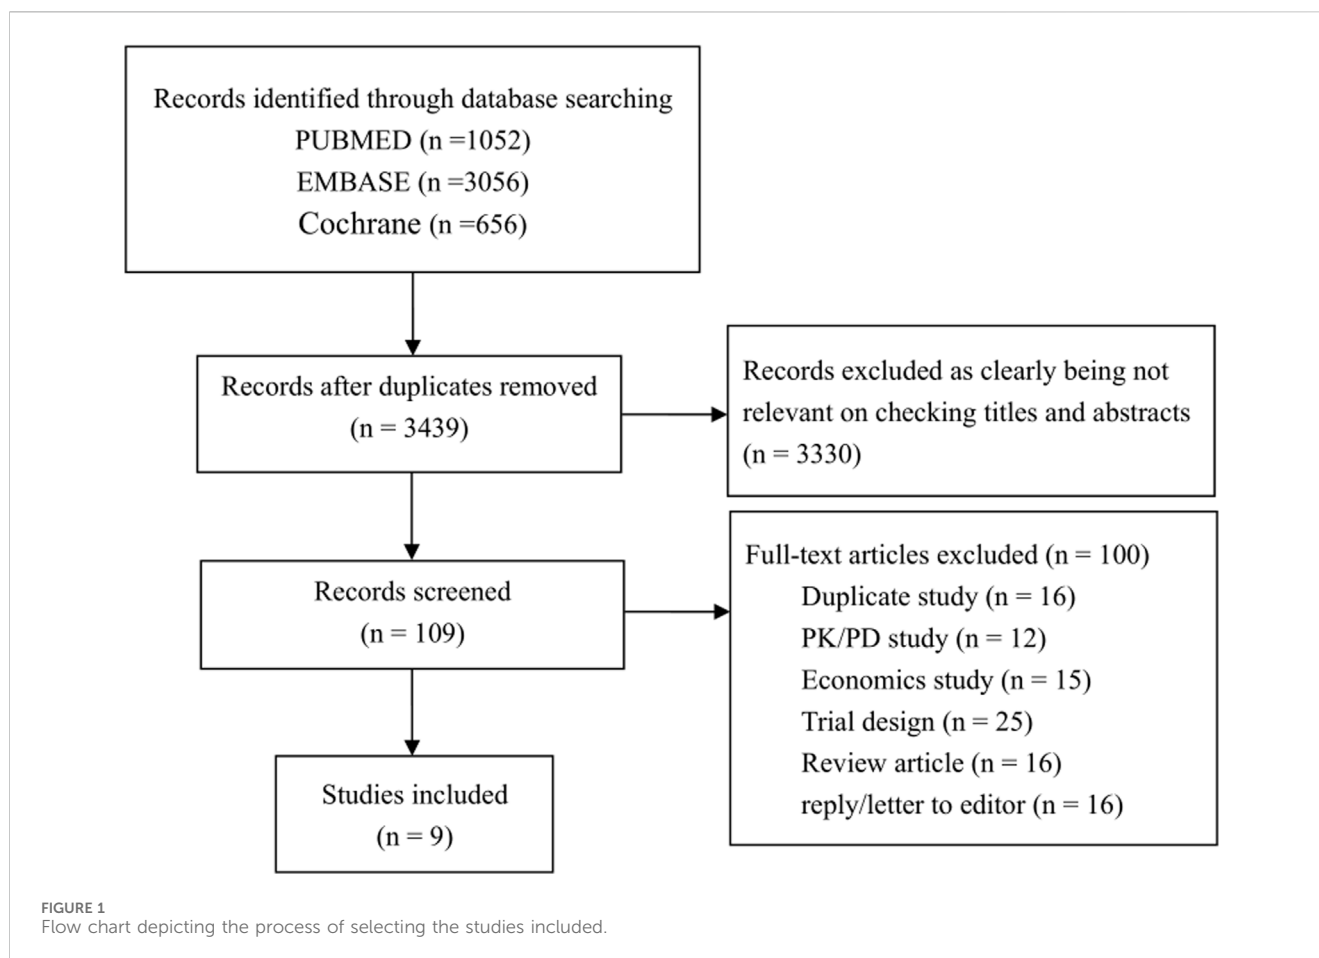 Records identified through database searching
PUBMED (n =1052)
EMBASE (n =3056)
Cochrane (n =656)
Records after duplicates removed
(n = 3439)
Records excluded as clearly being not
relevant on checking titles and abstracts
(n = 3330)
Records screened
(n = 109)
Full-text articles excluded (n = 100)
Duplicate study (n = 16)
PK/PD study (n = 12)
Economics study (n = 15)
Trial design (n = 25)
Review article (n = 16)
reply/letter to editor (n = 16)
Studies included
(n = 9)
FIGURE 1
Flow chart depicting the process of selecting the studies included.